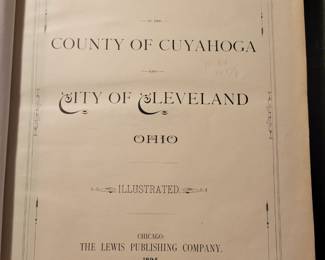 COUNTY OF CUYAHOGA
CITY OF CLEVELAND
OHIO
ILLUSTRATED.
CHICAGO:
THE LEWIS PUBLISHING COMPANY.